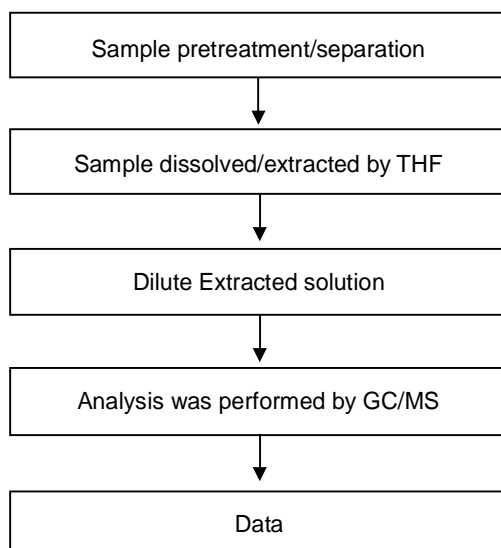 Sample pretreatment/separation
Sample dissolved/extracted by THF
Dilute Extracted solution
Analysis was performed by GC/MS
Data